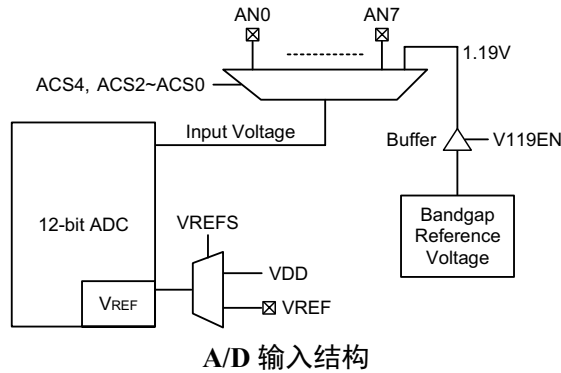 AN0
AN7
1.19V
ACS4, ACS2~ACS0
Input Voltage
Buffer
V119EN
12-bit ADC
VREFS
Bandgap
Reference
Voltage
VDD
VREF
VREF
A/D 输入结构